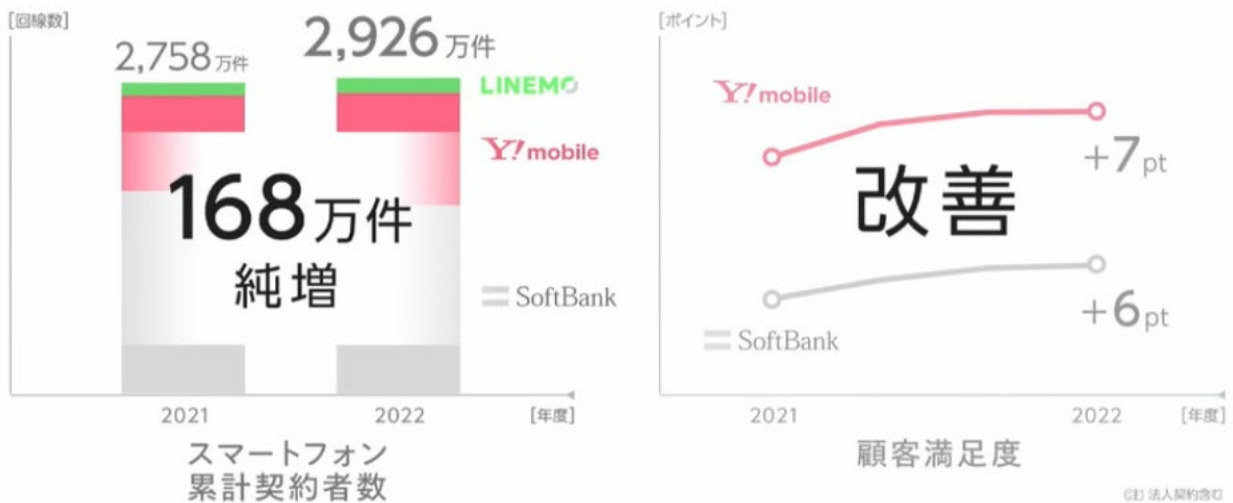 [回線数]
2,758万件
2,926万件
LINEMO
Y!mobile
168万件
純増
SoftBank
2021
2022
[年度]
スマートフォン
累計契約者数
[ポイント]
Y!mobile
+7pt
改善
+6pt
SoftBank
2021
2022
[年度]
顧客満足度
(注) 法人契約含む